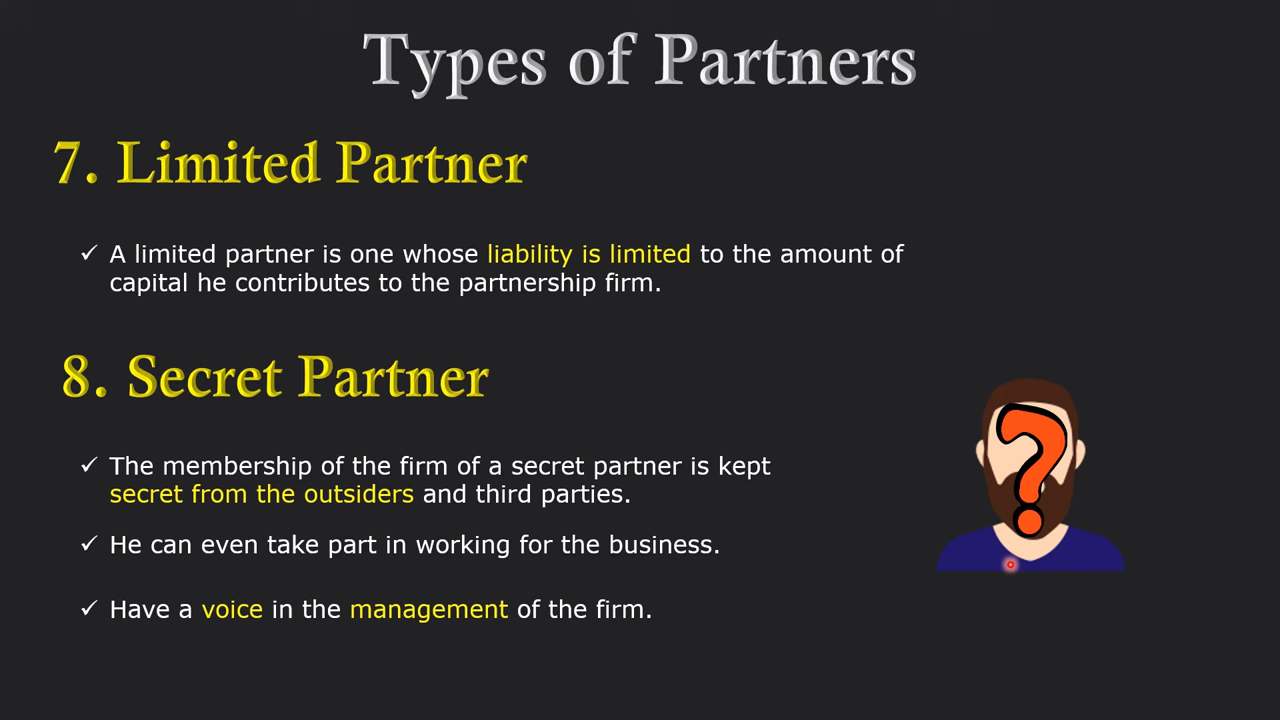 Types of Partners
7. Limited Partner
✓ A limited partner is one whose liability is limited to the amount of
capital he contributes to the partnership firm.
8. Secret Partner
✓ The membership of the firm of a secret partner is kept
secret from the outsiders and third parties.
✓ He can even take part in working for the business.
✓ Have a voice in the management of the firm.
?